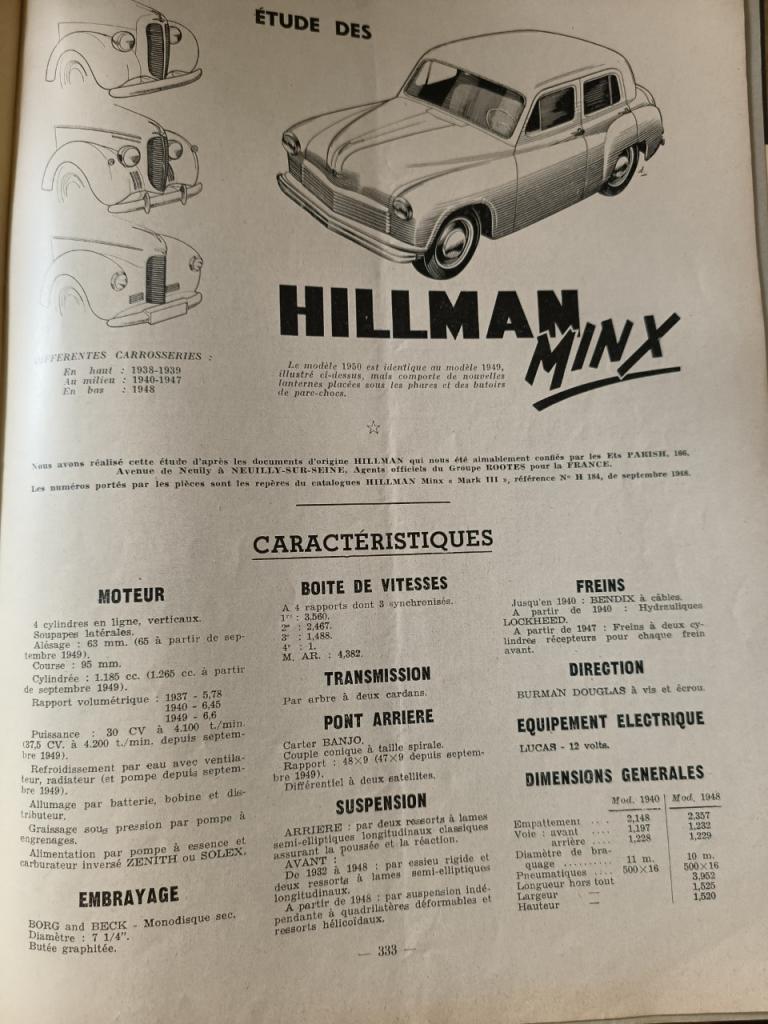 ÉTUDE DES
HILLMAN
MINX
DIFFERENTES CARROSSERIES :
En haut : 1938-1939
Au milieu : 1940-1947
En bas : 1948
Le modèle 1950 est identique au modèle 1949,
illustré ci-dessus, mais comporte de nouvelles
lanternes placées sous les phares et des butoirs
de pare-chocs.
Nous avons réalisé cette étude d'après les documents d'origine HILLMAN qui nous été aimablement confiés par les Ets PARISH, 166,
Avenue de Neuily à NEUILLY-SUR-SEINE, Agents officiels du Groupe ROOTES pour la FRANCE.
Les numéros portés par les pièces sont les repères du catalogues HILLMAN Minx « Mark III », référence N° H 184, de septembre 1948.
CARACTÉRISTIQUES
MOTEUR
4 cylindres en ligne, verticaux.
Soupapes latérales.
Alésage : 63 mm. (65 à partir de sep-
tembre 1949).
Course : 95 mm.
Cylindrée : 1.185 cc. (1.265 cc. à partir
de septembre 1949).
Rapport volumétrique : 1937 - 5,78
1940 - 6,45
1949 - 6,6
Puissance : 30 CV à 4.100 t./min.
(37,5 CV. à 4.200 t./min. depuis septem-
bre 1949).
Refroidissement par eau avec ventila-
teur, radiateur (et pompe depuis septem-
bre 1949).
Allumage par batterie, bobine et dis-
tributeur.
Graissage sous pression par pompe à
engrenages.
Alimentation par pompe à essence et
carburateur inversé ZENITH ou SOLEX.
EMBRAYAGE
BORG and BECK - Monodisque sec.
Diamètre : 7 1/4".
Butée graphitée.
BOITE DE VITESSES
A 4 rapports dont 3 synchronisés.
1re : 3,560.
2e : 2,467.
3e : 1,488.
4e : 1.
M. AR. : 4,382.
TRANSMISSION
Par arbre à deux cardans.
PONT ARRIERE
Carter BANJO.
Couple conique à taille spirale.
Rapport : 48×9 (47×9 depuis septem-
bre 1949).
Différentiel à deux satellites.
SUSPENSION
ARRIERE : par deux ressorts à lames
semi-elliptiques longitudinaux classiques
assurant la poussée et la réaction.
AVANT :
De 1932 à 1948 : par essieu rigide et
deux ressorts à lames semi-elliptiques
longitudinaux.
A partir de 1948 : par suspension indé-
pendante à quadrilatères déformables et
ressorts hélicoïdaux.
FREINS
Jusqu'en 1940 : BENDIX à câbles.
A partir de 1940 : Hydrauliques
LOCKHEED.
A partir de 1947 : Freins à deux cy-
lindres récepteurs pour chaque frein
avant.
DIRECTION
BURMAN DOUGLAS à vis et écrou.
EQUIPEMENT ELECTRIQUE
LUCAS - 12 volts.
DIMENSIONS GENERALES
Mod. 1940 Mod. 1948
Empattement .... 2,148 2,357
Voie : avant .... 1,197 1,232
arrière .... 1,228 1,229
Diamètre de bra-
quage .......... 11 m. 10 m.
Pneumatiques .... 500×16 500×16
Longueur hors tout 3,952
Largeur — 1,525
Hauteur — 1,520
— 333 —